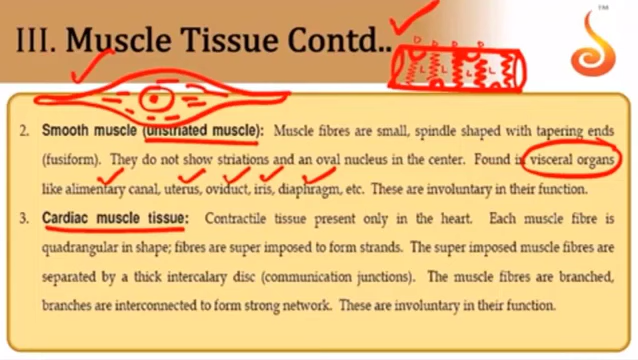 III. Muscle Tissue Contd..
TM
D D D D
L L L L
2. Smooth muscle (unstriated muscle): Muscle fibres are small, spindle shaped with tapering ends
(fusiform). They do not show striations and an oval nucleus in the center. Found in visceral organs
like alimentary canal, uterus, oviduct, iris, diaphragm, etc. These are involuntary in their function.
3. Cardiac muscle tissue: Contractile tissue present only in the heart. Each muscle fibre is
quadrangular in shape; fibres are super imposed to form strands. The super imposed muscle fibres are
separated by a thick intercalary disc (communication junctions). The muscle fibres are branched,
branches are interconnected to form strong network. These are involuntary in their function.